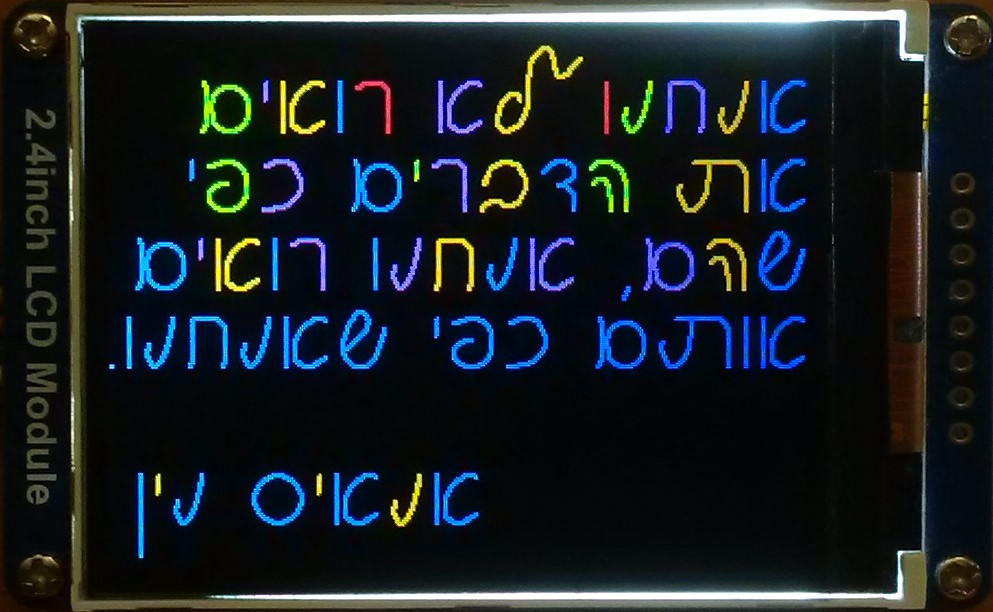 אנחנו לא רואים
את הדברים כפי
שהם, אנחנו רואים
אותם כפי שאנחנו.
אנאיס נין
2.4inch LCD Module